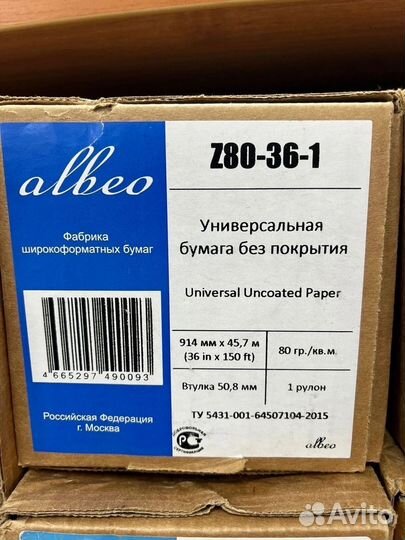 albeo
Фабрика
широкоформатных бумаг
4 665297 490093
Российская Федерация
г. Москва
Z80-36-1
Универсальная
бумага без покрытия
Universal Uncoated Paper
914 мм x 45,7 м
(36 in x 150 ft)
80 гр./кв.м.
Втулка 50,8 мм
1 рулон
ТУ 5431-001-64507104-2015
ДОБРОВОЛЬНАЯ
СЕРТИФИКАЦИЯ
albeo
Avito